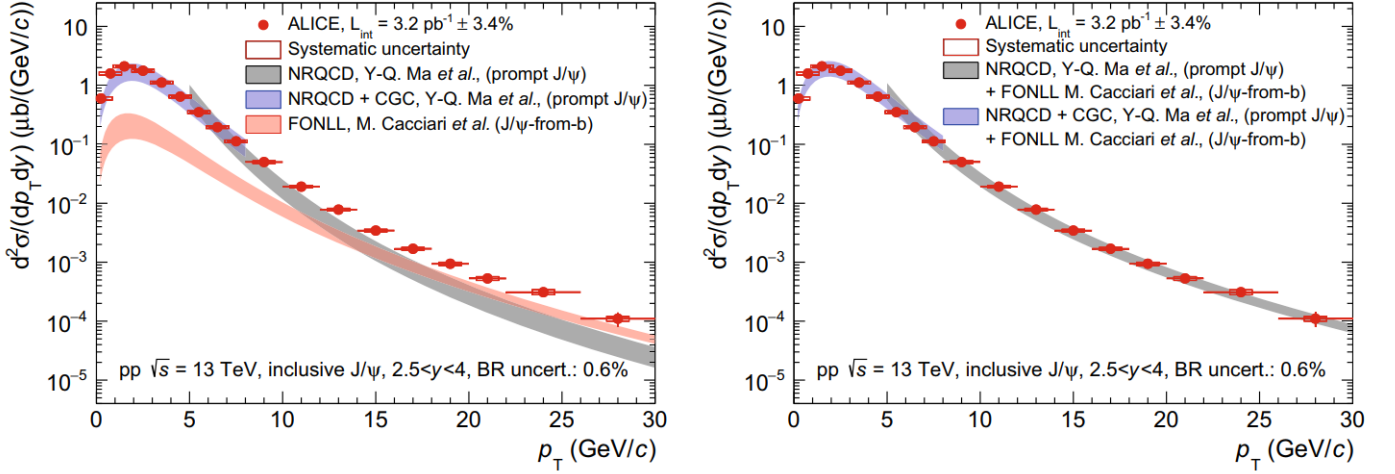 d²σ/(dp_T dy) (μb/(GeV/c))
10
1
10⁻¹
10⁻²
10⁻³
10⁻⁴
10⁻⁵
ALICE, L_int = 3.2 pb⁻¹ ± 3.4%
Systematic uncertainty
NRQCD, Y-Q. Ma et al., (prompt J/ψ)
NRQCD + CGC, Y-Q. Ma et al., (prompt J/ψ)
FONLL, M. Cacciari et al. (J/ψ-from-b)
pp √s = 13 TeV, inclusive J/ψ, 2.5<y<4, BR uncert.: 0.6%
0 5 10 15 20 25 30
p_T (GeV/c)
d²σ/(dp_T dy) (μb/(GeV/c))
10
1
10⁻¹
10⁻²
10⁻³
10⁻⁴
10⁻⁵
ALICE, L_int = 3.2 pb⁻¹ ± 3.4%
Systematic uncertainty
NRQCD, Y-Q. Ma et al., (prompt J/ψ)
+ FONLL M. Cacciari et al., (J/ψ-from-b)
NRQCD + CGC, Y-Q. Ma et al., (prompt J/ψ)
+ FONLL M. Cacciari et al., (J/ψ-from-b)
pp √s = 13 TeV, inclusive J/ψ, 2.5<y<4, BR uncert.: 0.6%
0 5 10 15 20 25 30
p_T (GeV/c)